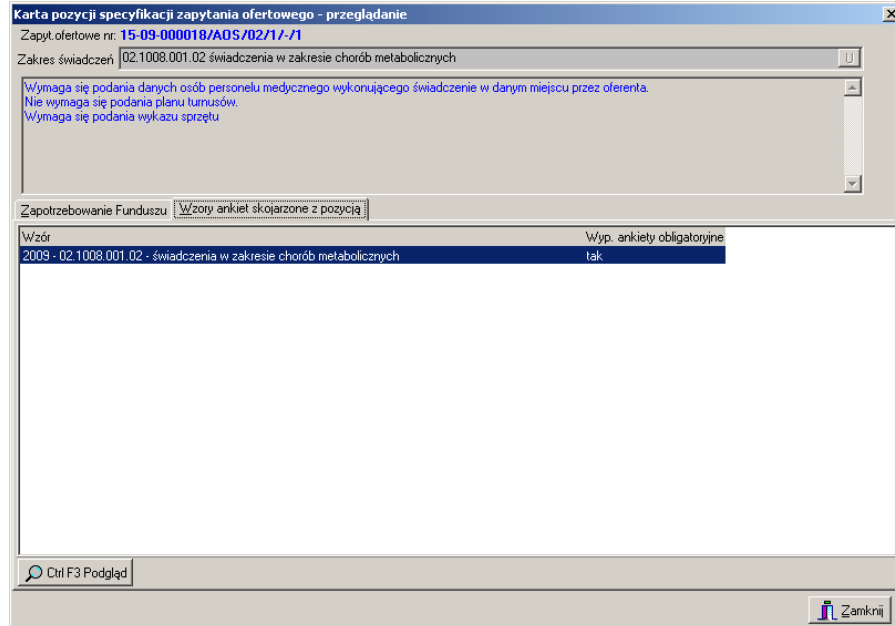 Karta pozycji specyfikacji zapytania ofertowego - przeglądanie
Zapyt.ofertowe nr: 15-09-000018/AOS/02/1/-/1
Zakres świadczeń 02.1008.001.02 świadczenia w zakresie chorób metabolicznych U
Wymaga się podania danych osób personelu medycznego wykonującego świadczenie w danym miejscu przez oferenta.
Nie wymaga się podania planu turnusów.
Wymaga się podania wykazu sprzętu
Zapotrzebowanie Funduszu Wzory ankiet skojarzone z pozycją
Wzór Wyp. ankiety obligatoryjne
2009 - 02.1008.001.02 - świadczenia w zakresie chorób metabolicznych tak
Ctrl F3 Podgląd
Zamknij